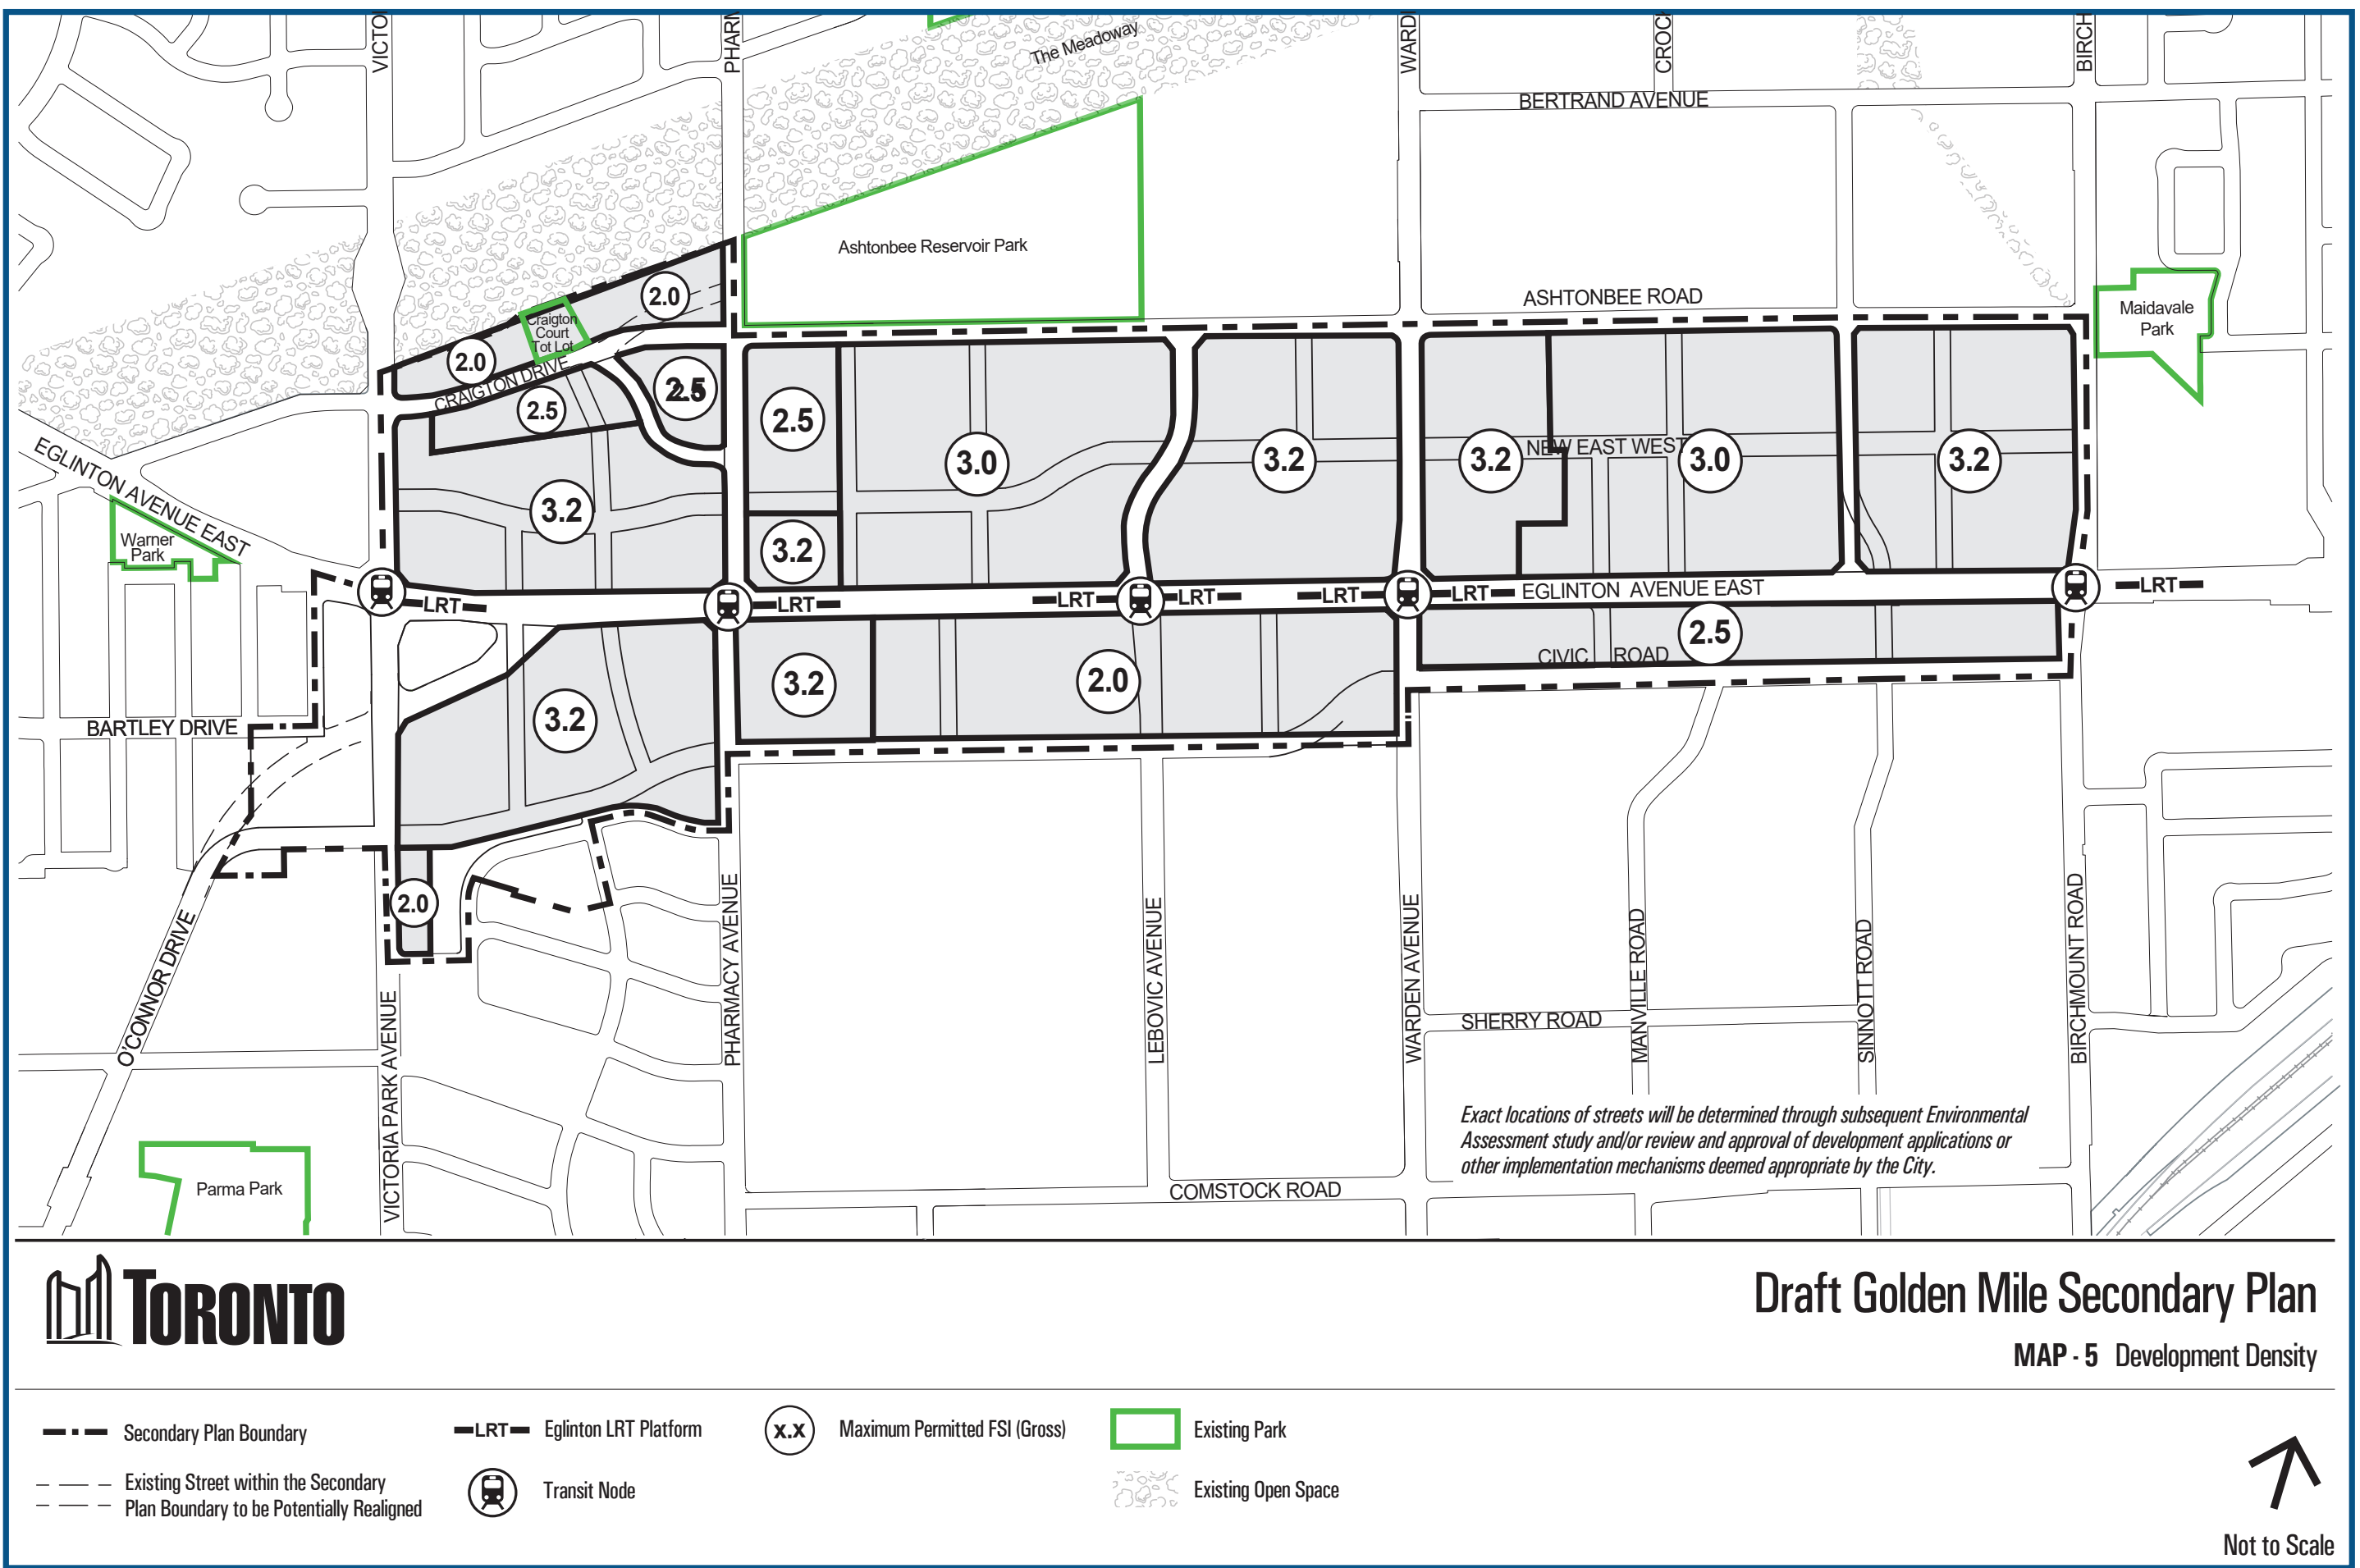 VICTO
PHARM
The Meadoway
WARDI
CROCI
BIRCH
BERTRAND AVENUE
Ashtonbee Reservoir Park
ASHTONBEE ROAD
Maidavale
Park
2.0
Craigton
Court
Tot Lot
2.0
CRAIGTON DRIVE
2.5
2.5
2.5
3.0
3.2
3.2
NEW EAST WEST
3.0
3.2
EGLINTON AVENUE EAST
Warner
Park
3.2
3.2
LRT
LRT
LRT
LRT
LRT
LRT
EGLINTON AVENUE EAST
LRT
2.5
CIVIC ROAD
3.2
2.0
3.2
BARTLEY DRIVE
2.0
O'CONNOR DRIVE
VICTORIA PARK AVENUE
PHARMACY AVENUE
LEBOVIC AVENUE
WARDEN AVENUE
MANVILLE ROAD
SINNOTT ROAD
BIRCHMOUNT ROAD
SHERRY ROAD
Exact locations of streets will be determined through subsequent Environmental
Assessment study and/or review and approval of development applications or
other implementation mechanisms deemed appropriate by the City.
Parma Park
COMSTOCK ROAD
TORONTO
Draft Golden Mile Secondary Plan
MAP - 5 Development Density
Secondary Plan Boundary
LRT Eglinton LRT Platform
x.x Maximum Permitted FSI (Gross)
Existing Park
Existing Street within the Secondary
Plan Boundary to be Potentially Realigned
Transit Node
Existing Open Space
Not to Scale